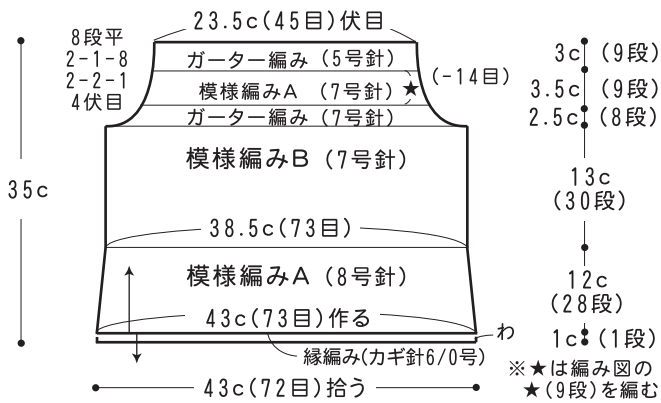 23.5c(45目)伏目
8段平
2-1-8
2-2-1
4伏目
ガーター編み (5号針)
模様編みA (7号針)
ガーター編み (7号針)
★
(-14目)
3c (9段)
3.5c (9段)
2.5c (8段)
模様編みB (7号針)
13c
(30段)
35c
38.5c(73目)
模様編みA (8号針)
12c
(28段)
43c(73目)作る
わ
1c (1段)
縁編み(カギ針6/0号)
43c(72目)拾う
※★は編み図の
★(9段)を編む